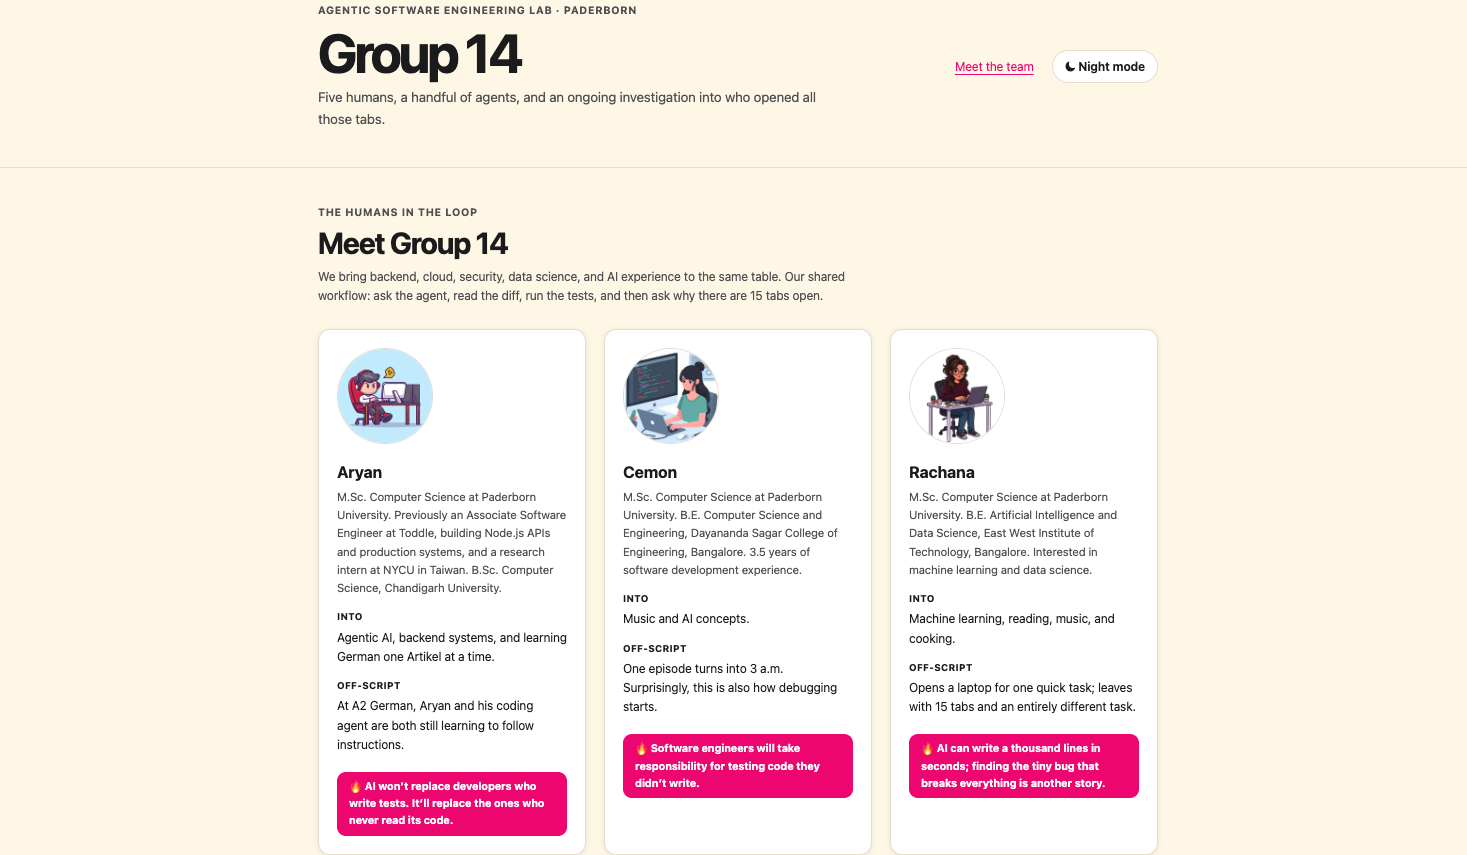 AGENTIC SOFTWARE ENGINEERING LAB · PADERBORN
Group 14
Five humans, a handful of agents, and an ongoing investigation into who opened all
those tabs.
Meet the team
Night mode
THE HUMANS IN THE LOOP
Meet Group 14
We bring backend, cloud, security, data science, and AI experience to the same table. Our shared
workflow: ask the agent, read the diff, run the tests, and then ask why there are 15 tabs open.
Aryan
M.Sc. Computer Science at Paderborn
University. Previously an Associate Software
Engineer at Toddle, building Node.js APIs
and production systems, and a research
intern at NYCU in Taiwan. B.Sc. Computer
Science, Chandigarh University.
INTO
Agentic AI, backend systems, and learning
German one Artikel at a time.
OFF-SCRIPT
At A2 German, Aryan and his coding
agent are both still learning to follow
instructions.
🔥 AI won’t replace developers who
write tests. It’ll replace the ones who
never read its code.
Cemon
M.Sc. Computer Science at Paderborn
University. B.E. Computer Science and
Engineering, Dayananda Sagar College of
Engineering, Bangalore. 3.5 years of
software development experience.
INTO
Music and AI concepts.
OFF-SCRIPT
One episode turns into 3 a.m.
Surprisingly, this is also how debugging
starts.
🔥 Software engineers will take
responsibility for testing code they
didn’t write.
Rachana
M.Sc. Computer Science at Paderborn
University. B.E. Artificial Intelligence and
Data Science, East West Institute of
Technology, Bangalore. Interested in
machine learning and data science.
INTO
Machine learning, reading, music, and
cooking.
OFF-SCRIPT
Opens a laptop for one quick task; leaves
with 15 tabs and an entirely different task.
🔥 AI can write a thousand lines in
seconds; finding the tiny bug that
breaks everything is another story.